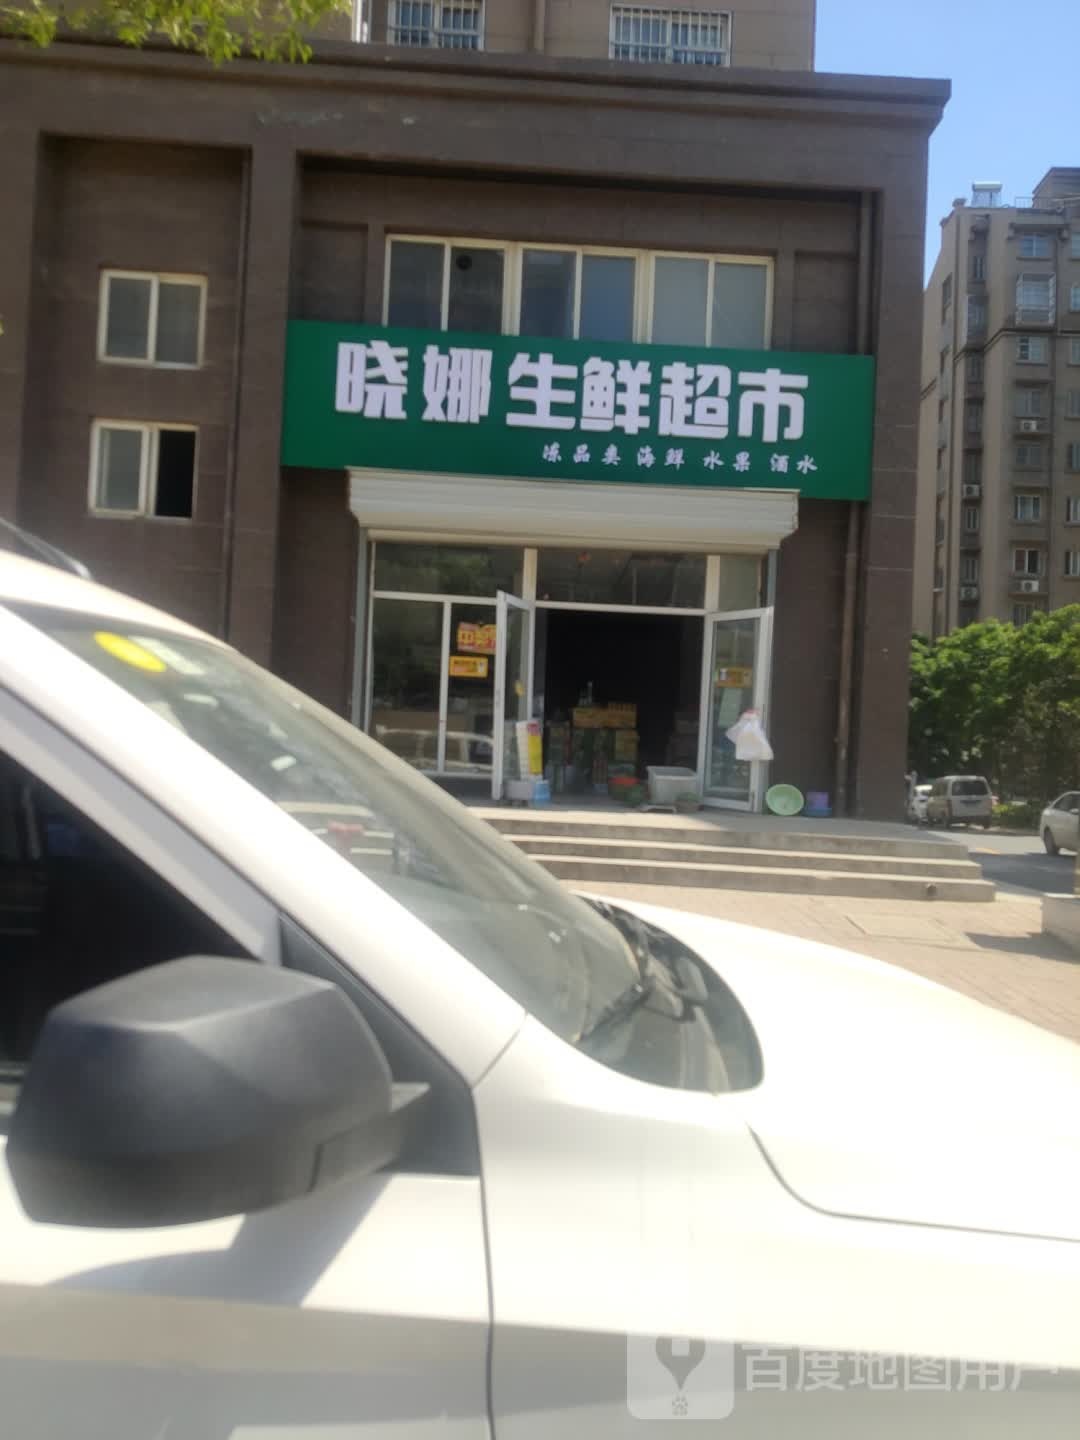 晓娜生鲜超市
冻品类 海鲜 水果 酒水
百度地图用户